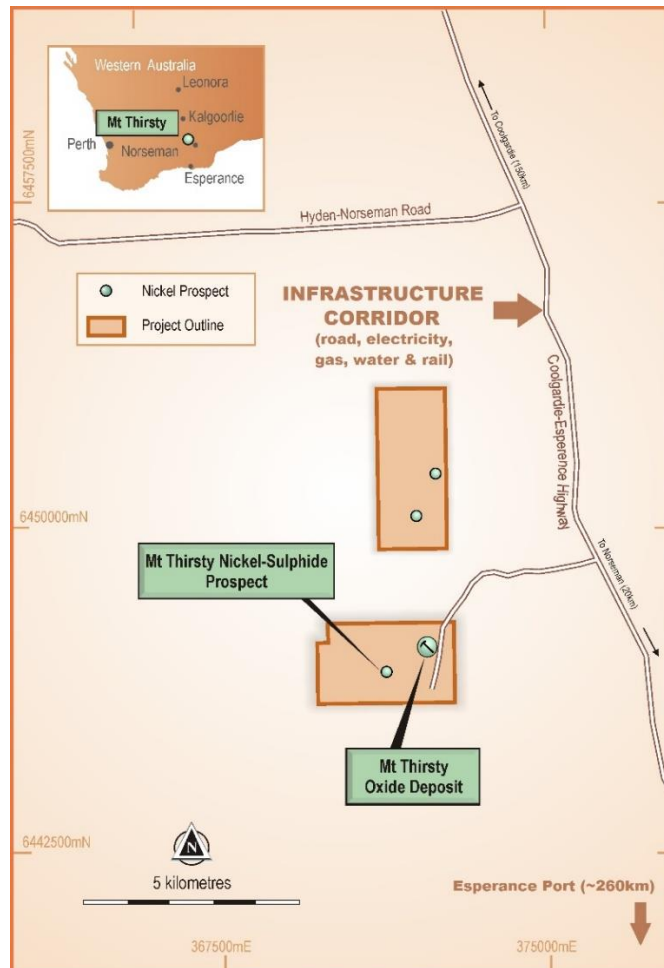 Western Australia
Leonora
Kalgoorlie
Mt Thirsty
Perth
Norseman
Esperance
6457500mN
To Coolgardie (150km)
Hyden-Norseman Road
Nickel Prospect
Project Outline
INFRASTRUCTURE
CORRIDOR
(road, electricity,
gas, water & rail)
Coolgardie-Esperence Highway
6450000mN
To Norseman (20km)
Mt Thirsty Nickel-Sulphide
Prospect
Mt Thirsty
Oxide Deposit
6442500mN
N
5 kilometres
Esperance Port (~260km)
367500mE
375000mE